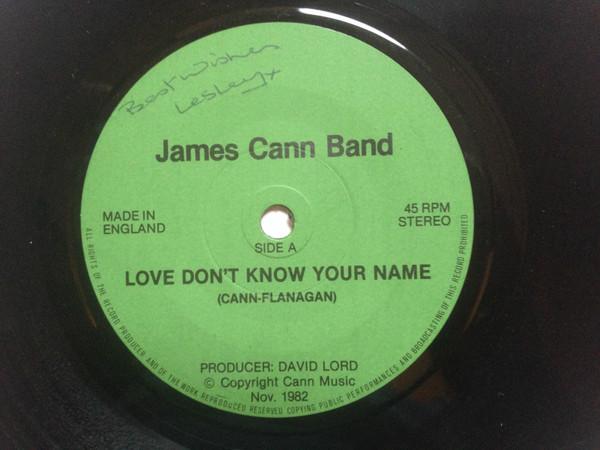 Best Wishes
Lesley x
James Cann Band
MADE IN
ENGLAND
45 RPM
STEREO
SIDE A
LOVE DON'T KNOW YOUR NAME
(CANN-FLANAGAN)
PRODUCER: DAVID LORD
© Copyright Cann Music
Nov. 1982
ALL RIGHTS OF THE RECORD PRODUCER AND OF THE WORK REPRODUCED RESERVED COPYING PUBLIC PERFORMANCES AND BROADCASTING OF THIS RECORD PROHIBITED